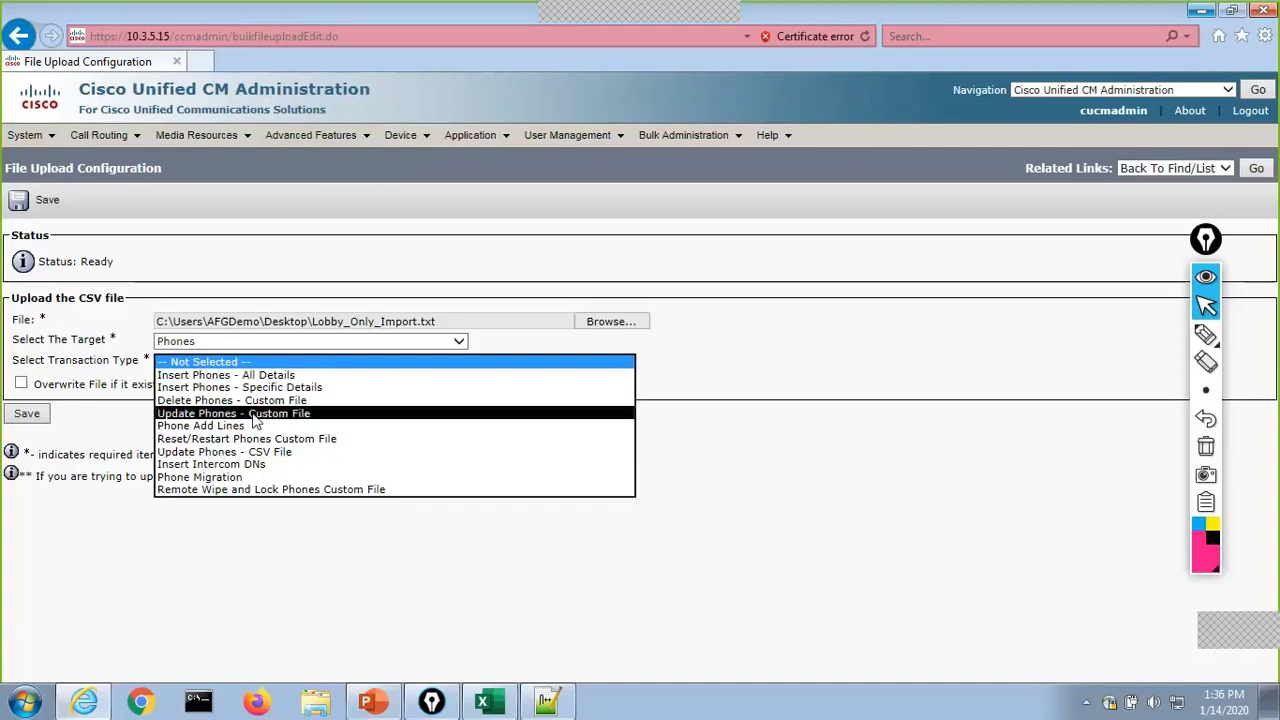 https://10.3.5.15/ccmadmin/bulkfileuploadEdit.do
Certificate error
Search...
File Upload Configuration
CISCO
Cisco Unified CM Administration
For Cisco Unified Communications Solutions
Navigation
Cisco Unified CM Administration
Go
cucmadmin
About
Logout
System
Call Routing
Media Resources
Advanced Features
Device
Application
User Management
Bulk Administration
Help
File Upload Configuration
Related Links:
Back To Find/List
Go
Save
Status
Status: Ready
Upload the CSV file
File: *
C:\Users\AFGDemo\Desktop\Lobby_Only_Import.txt
Browse...
Select The Target *
Phones
Select Transaction Type *
-- Not Selected --
Insert Phones - All Details
Insert Phones - Specific Details
Delete Phones - Custom File
Update Phones - Custom File
Phone Add Lines
Reset/Restart Phones Custom File
Update Phones - CSV File
Insert Intercom DNs
Phone Migration
Remote Wipe and Lock Phones Custom File
Overwrite File if it exis
Save
*- indicates required iter
** If you are trying to up
1:36 PM
1/14/2020